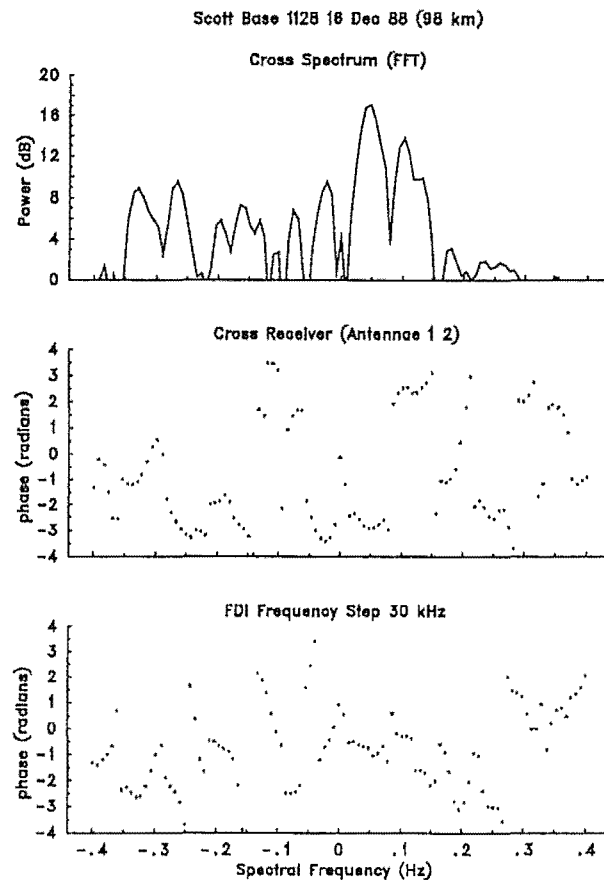 Scott Base 1128 16 Dec 88 (98 km)
Cross Spectrum (FFT)
20
16
12
8
4
0
Power (dB)
Cross Receiver (Antennae 1 2)
4
3
2
1
0
-1
-2
-3
-4
phase (radians)
FDI Frequency Step 30 kHz
4
3
2
1
0
-1
-2
-3
-4
phase (radians)
-.4 -.3 -.2 -.1 0 .1 .2 .3 .4
Spectral Frequency (Hz)